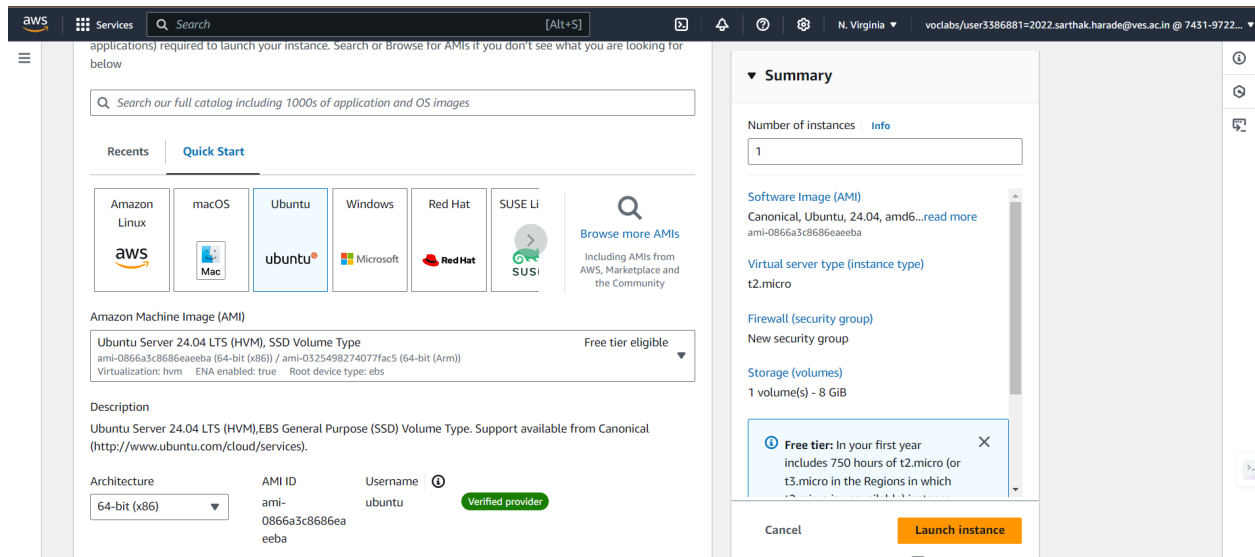 aws
Services
Search
[Alt+S]
N. Virginia
voclabs/user3386881=2022.sarthak.harade@ves.ac.in @ 7431-9722...
applications) required to launch your instance. Search or Browse for AMIs if you don't see what you are looking for
below
Search our full catalog including 1000s of application and OS images
Recents
Quick Start
Amazon
Linux
aws
macOS
Mac
Ubuntu
ubuntu
Windows
Microsoft
Red Hat
Red Hat
SUSE Li
SUS
Browse more AMIs
Including AMIs from
AWS, Marketplace and
the Community
Amazon Machine Image (AMI)
Ubuntu Server 24.04 LTS (HVM), SSD Volume Type
Free tier eligible
ami-0866a3c8686eaeeba (64-bit (x86)) / ami-0325498274077fac5 (64-bit (Arm))
Virtualization: hvm ENA enabled: true Root device type: ebs
Description
Ubuntu Server 24.04 LTS (HVM),EBS General Purpose (SSD) Volume Type. Support available from Canonical
(http://www.ubuntu.com/cloud/services).
Architecture
64-bit (x86)
AMI ID
ami-
0866a3c8686ea
eeba
Username
ubuntu
Verified provider
Summary
Number of instances Info
1
Software Image (AMI)
Canonical, Ubuntu, 24.04, amd6...read more
ami-0866a3c8686eaeeba
Virtual server type (instance type)
t2.micro
Firewall (security group)
New security group
Storage (volumes)
1 volume(s) - 8 GiB
Free tier: In your first year
includes 750 hours of t2.micro (or
t3.micro in the Regions in which
Cancel
Launch instance